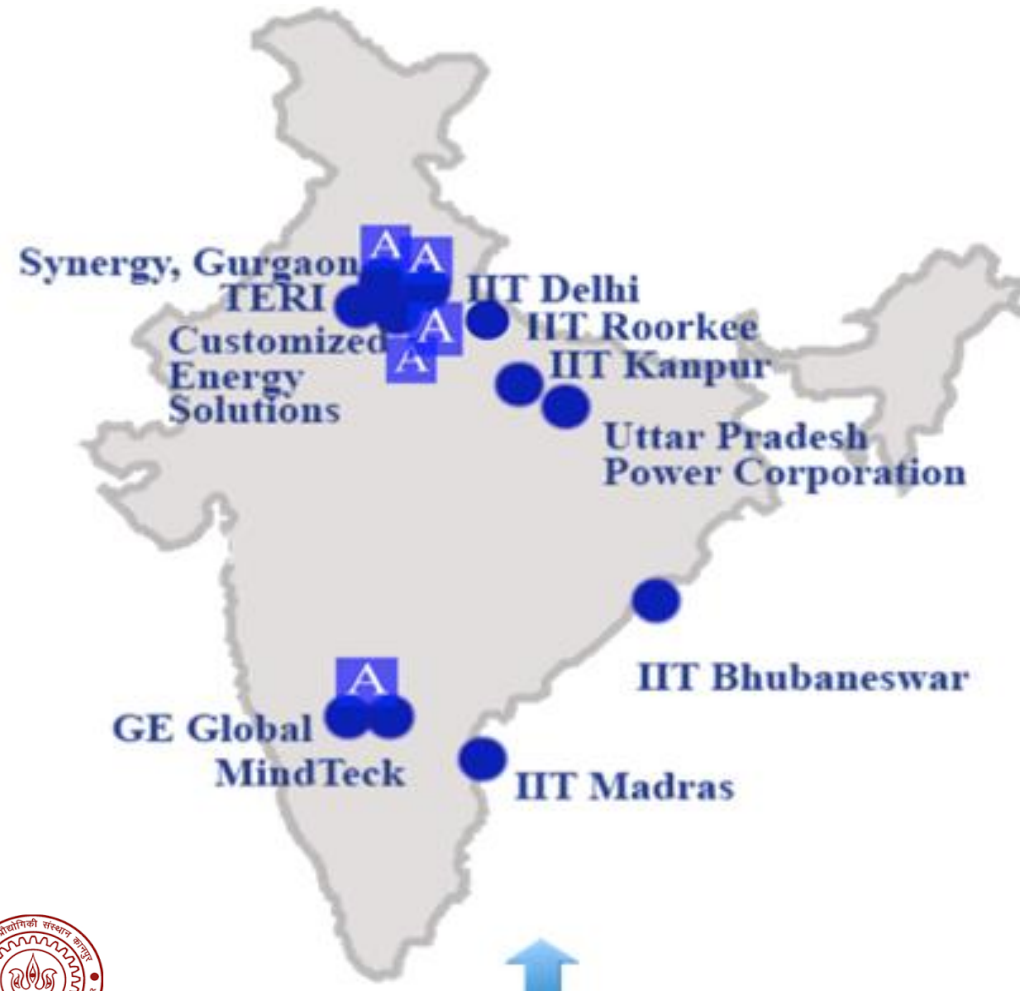 A
A
Synergy, Gurgaon
IIT Delhi
TERI
A
IIT Roorkee
Customized
A
IIT Kanpur
Energy
Solutions
Uttar Pradesh
Power Corporation
IIT Bhubaneswar
A
GE Global
MindTeck
IIT Madras
प्रौद्योगिकी संस्थान कानपुर